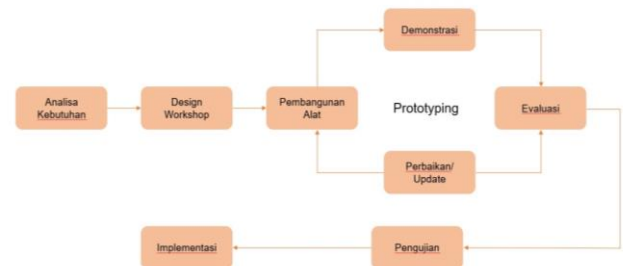 Demonstrasi
Analisa
Kebutuhan
Design
Workshop
Pembangunan
Alat
Prototyping
Evaluasi
Perbaikan/
Update
Implementasi
Pengujian